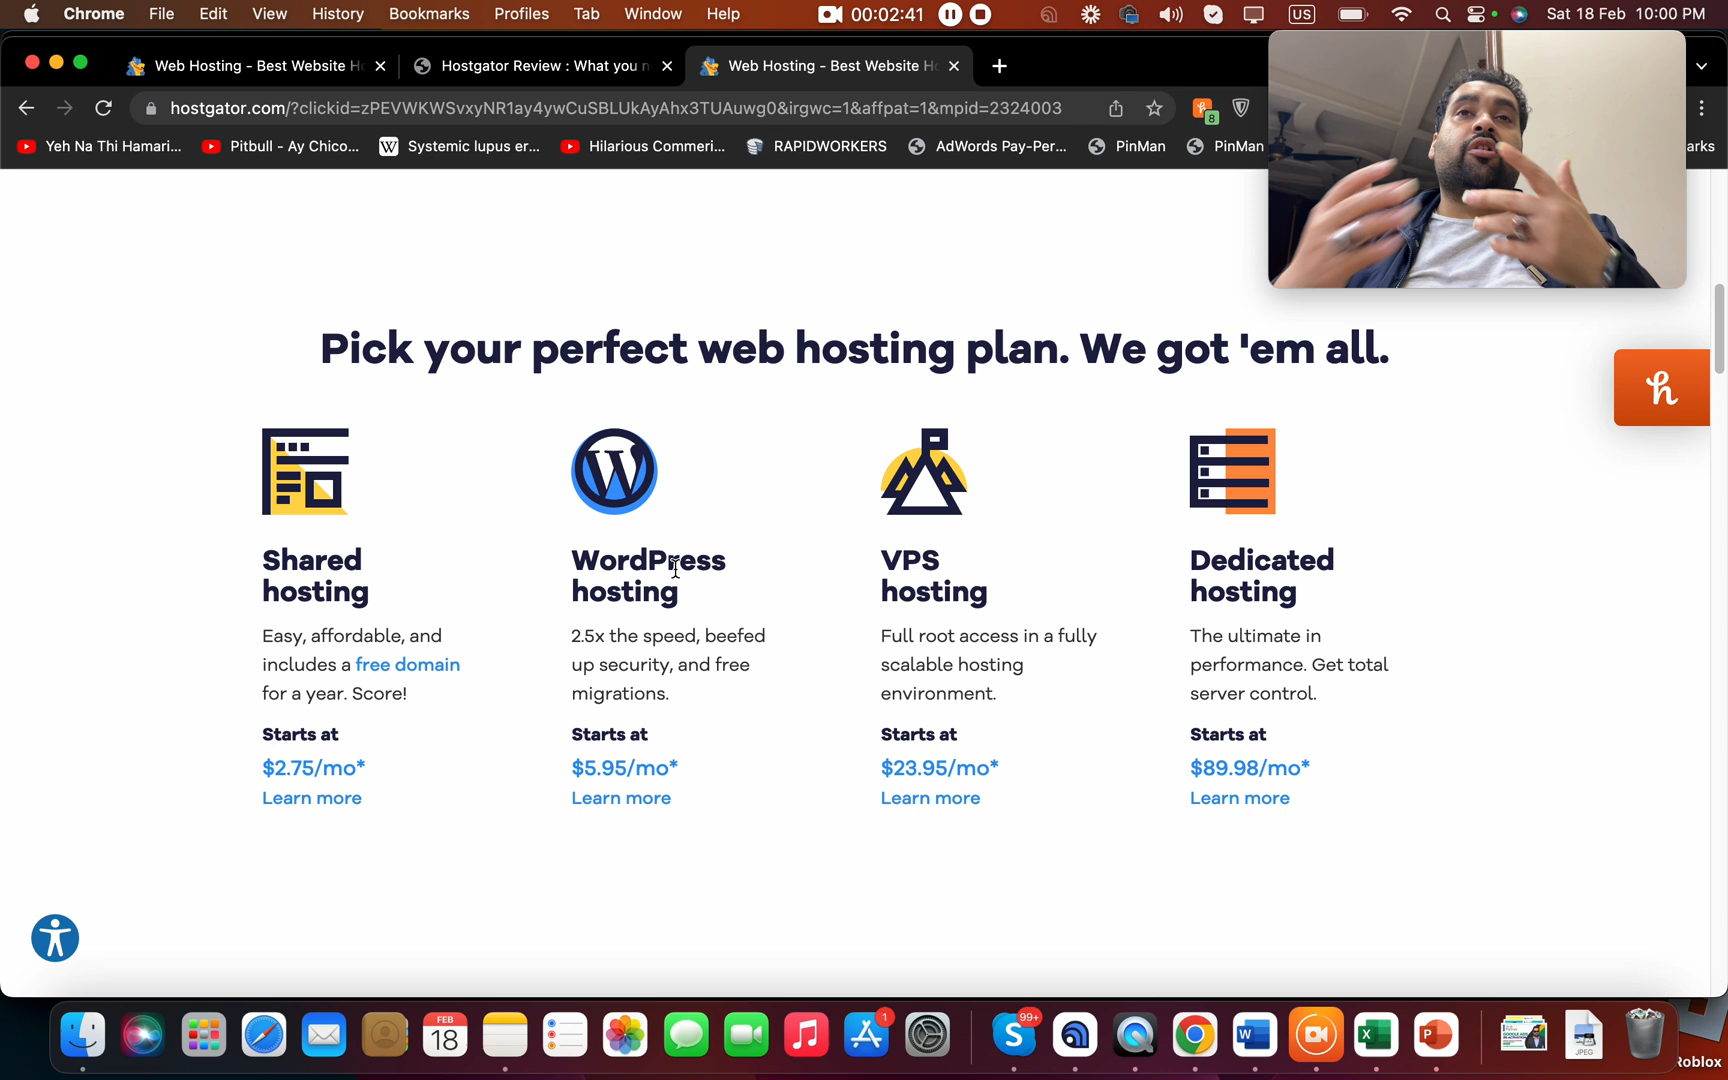 Chrome File Edit View History Bookmarks Profiles Tab Window Help 00:02:41 US Sat 18 Feb 10:00 PM
Web Hosting - Best Website H Hostgator Review : What you n Web Hosting - Best Website H
hostgator.com/?clickid=zPEVWKWSvxyNR1ay4ywCuSBLUkAyAhx3TUAuwg0&irgwc=1&affpat=1&mpid=2324003 8
Yeh Na Thi Hamari... Pitbull - Ay Chico... W Systemic lupus er... Hilarious Commeri... RAPIDWORKERS AdWords Pay-Per... PinMan PinMan arks
Pick your perfect web hosting plan. We got 'em all.
h
Shared
hosting
Easy, affordable, and
includes a free domain
for a year. Score!
Starts at
$2.75/mo*
Learn more
WordPress
hosting
2.5x the speed, beefed
up security, and free
migrations.
Starts at
$5.95/mo*
Learn more
VPS
hosting
Full root access in a fully
scalable hosting
environment.
Starts at
$23.95/mo*
Learn more
Dedicated
hosting
The ultimate in
performance. Get total
server control.
Starts at
$89.98/mo*
Learn more
FEB
18
1
99+
JPEG
Roblox